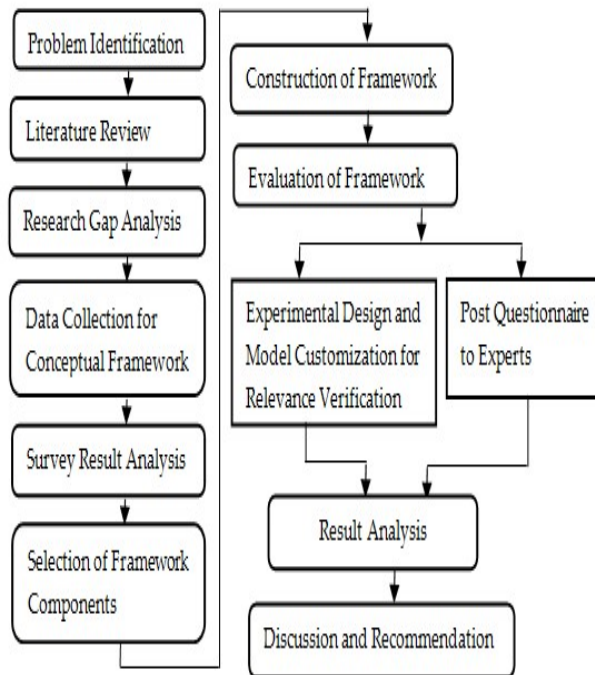 Problem Identification
Literature Review
Research Gap Analysis
Data Collection for
Conceptual Framework
Survey Result Analysis
Selection of Framework
Components
Construction of Framework
Evaluation of Framework
Experimental Design and
Model Customization for
Relevance Verification
Post Questionnaire
to Experts
Result Analysis
Discussion and Recommendation